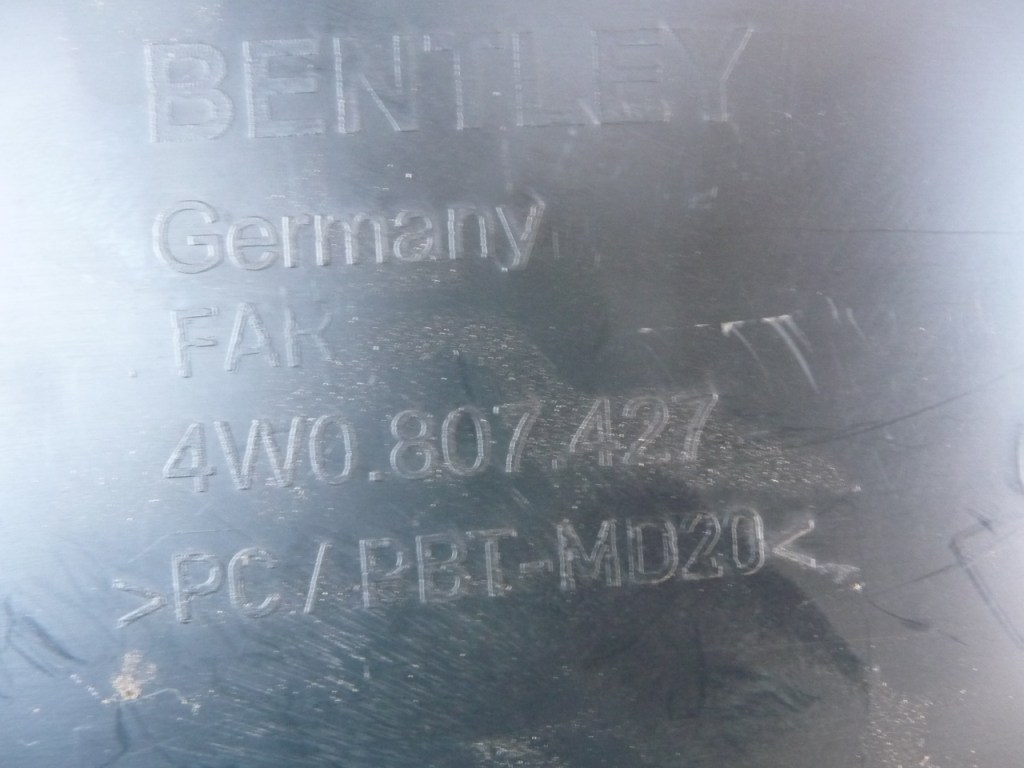 BENTLEY
Germany
FAK
4W0.807.427
>PC/PBT-MD20<